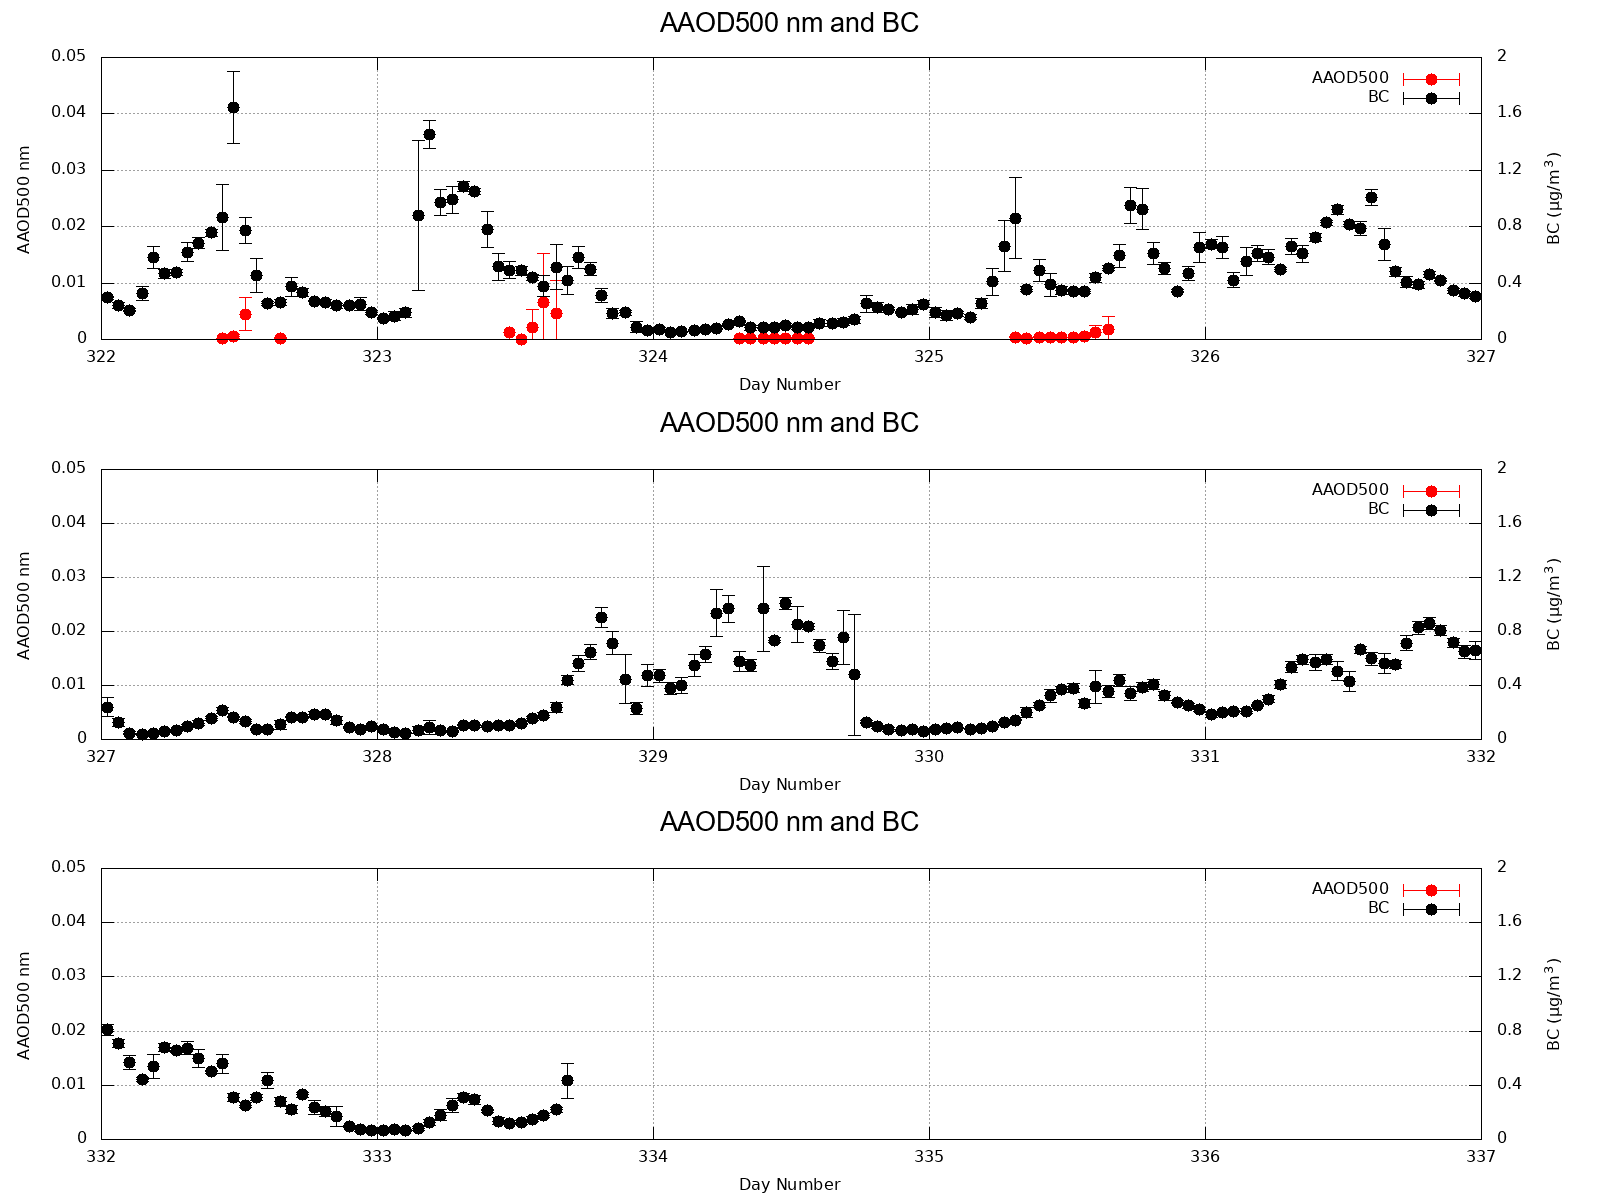 AAOD500 nm and BC
0.05
0.04
0.03
0.02
0.01
0
AAOD500 nm
2
1.6
1.2
0.8
0.4
0
BC (µg/m³)
AAOD500
BC
322 323 324 325 326 327
Day Number
AAOD500 nm and BC
0.05
0.04
0.03
0.02
0.01
0
AAOD500 nm
2
1.6
1.2
0.8
0.4
0
BC (µg/m³)
AAOD500
BC
327 328 329 330 331 332
Day Number
AAOD500 nm and BC
0.05
0.04
0.03
0.02
0.01
0
AAOD500 nm
2
1.6
1.2
0.8
0.4
0
BC (µg/m³)
AAOD500
BC
332 333 334 335 336 337
Day Number